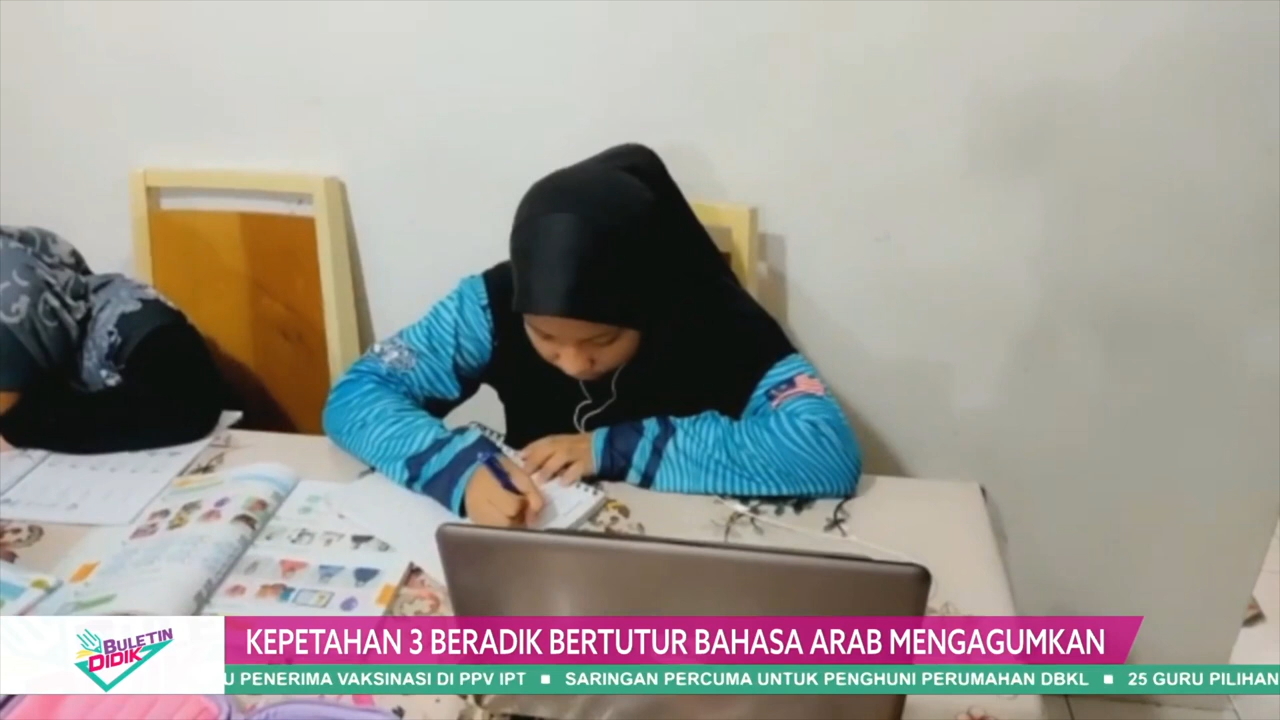 KEPETAHAN 3 BERADIK BERTUTUR BAHASA ARAB MENGAGUMKAN
BULETIN
DIDIK
U PENERIMA VAKSINASI DI PPV IPT ■ SARINGAN PERCUMA UNTUK PENGHUNI PERUMAHAN DBKL ■ 25 GURU PILIHAN